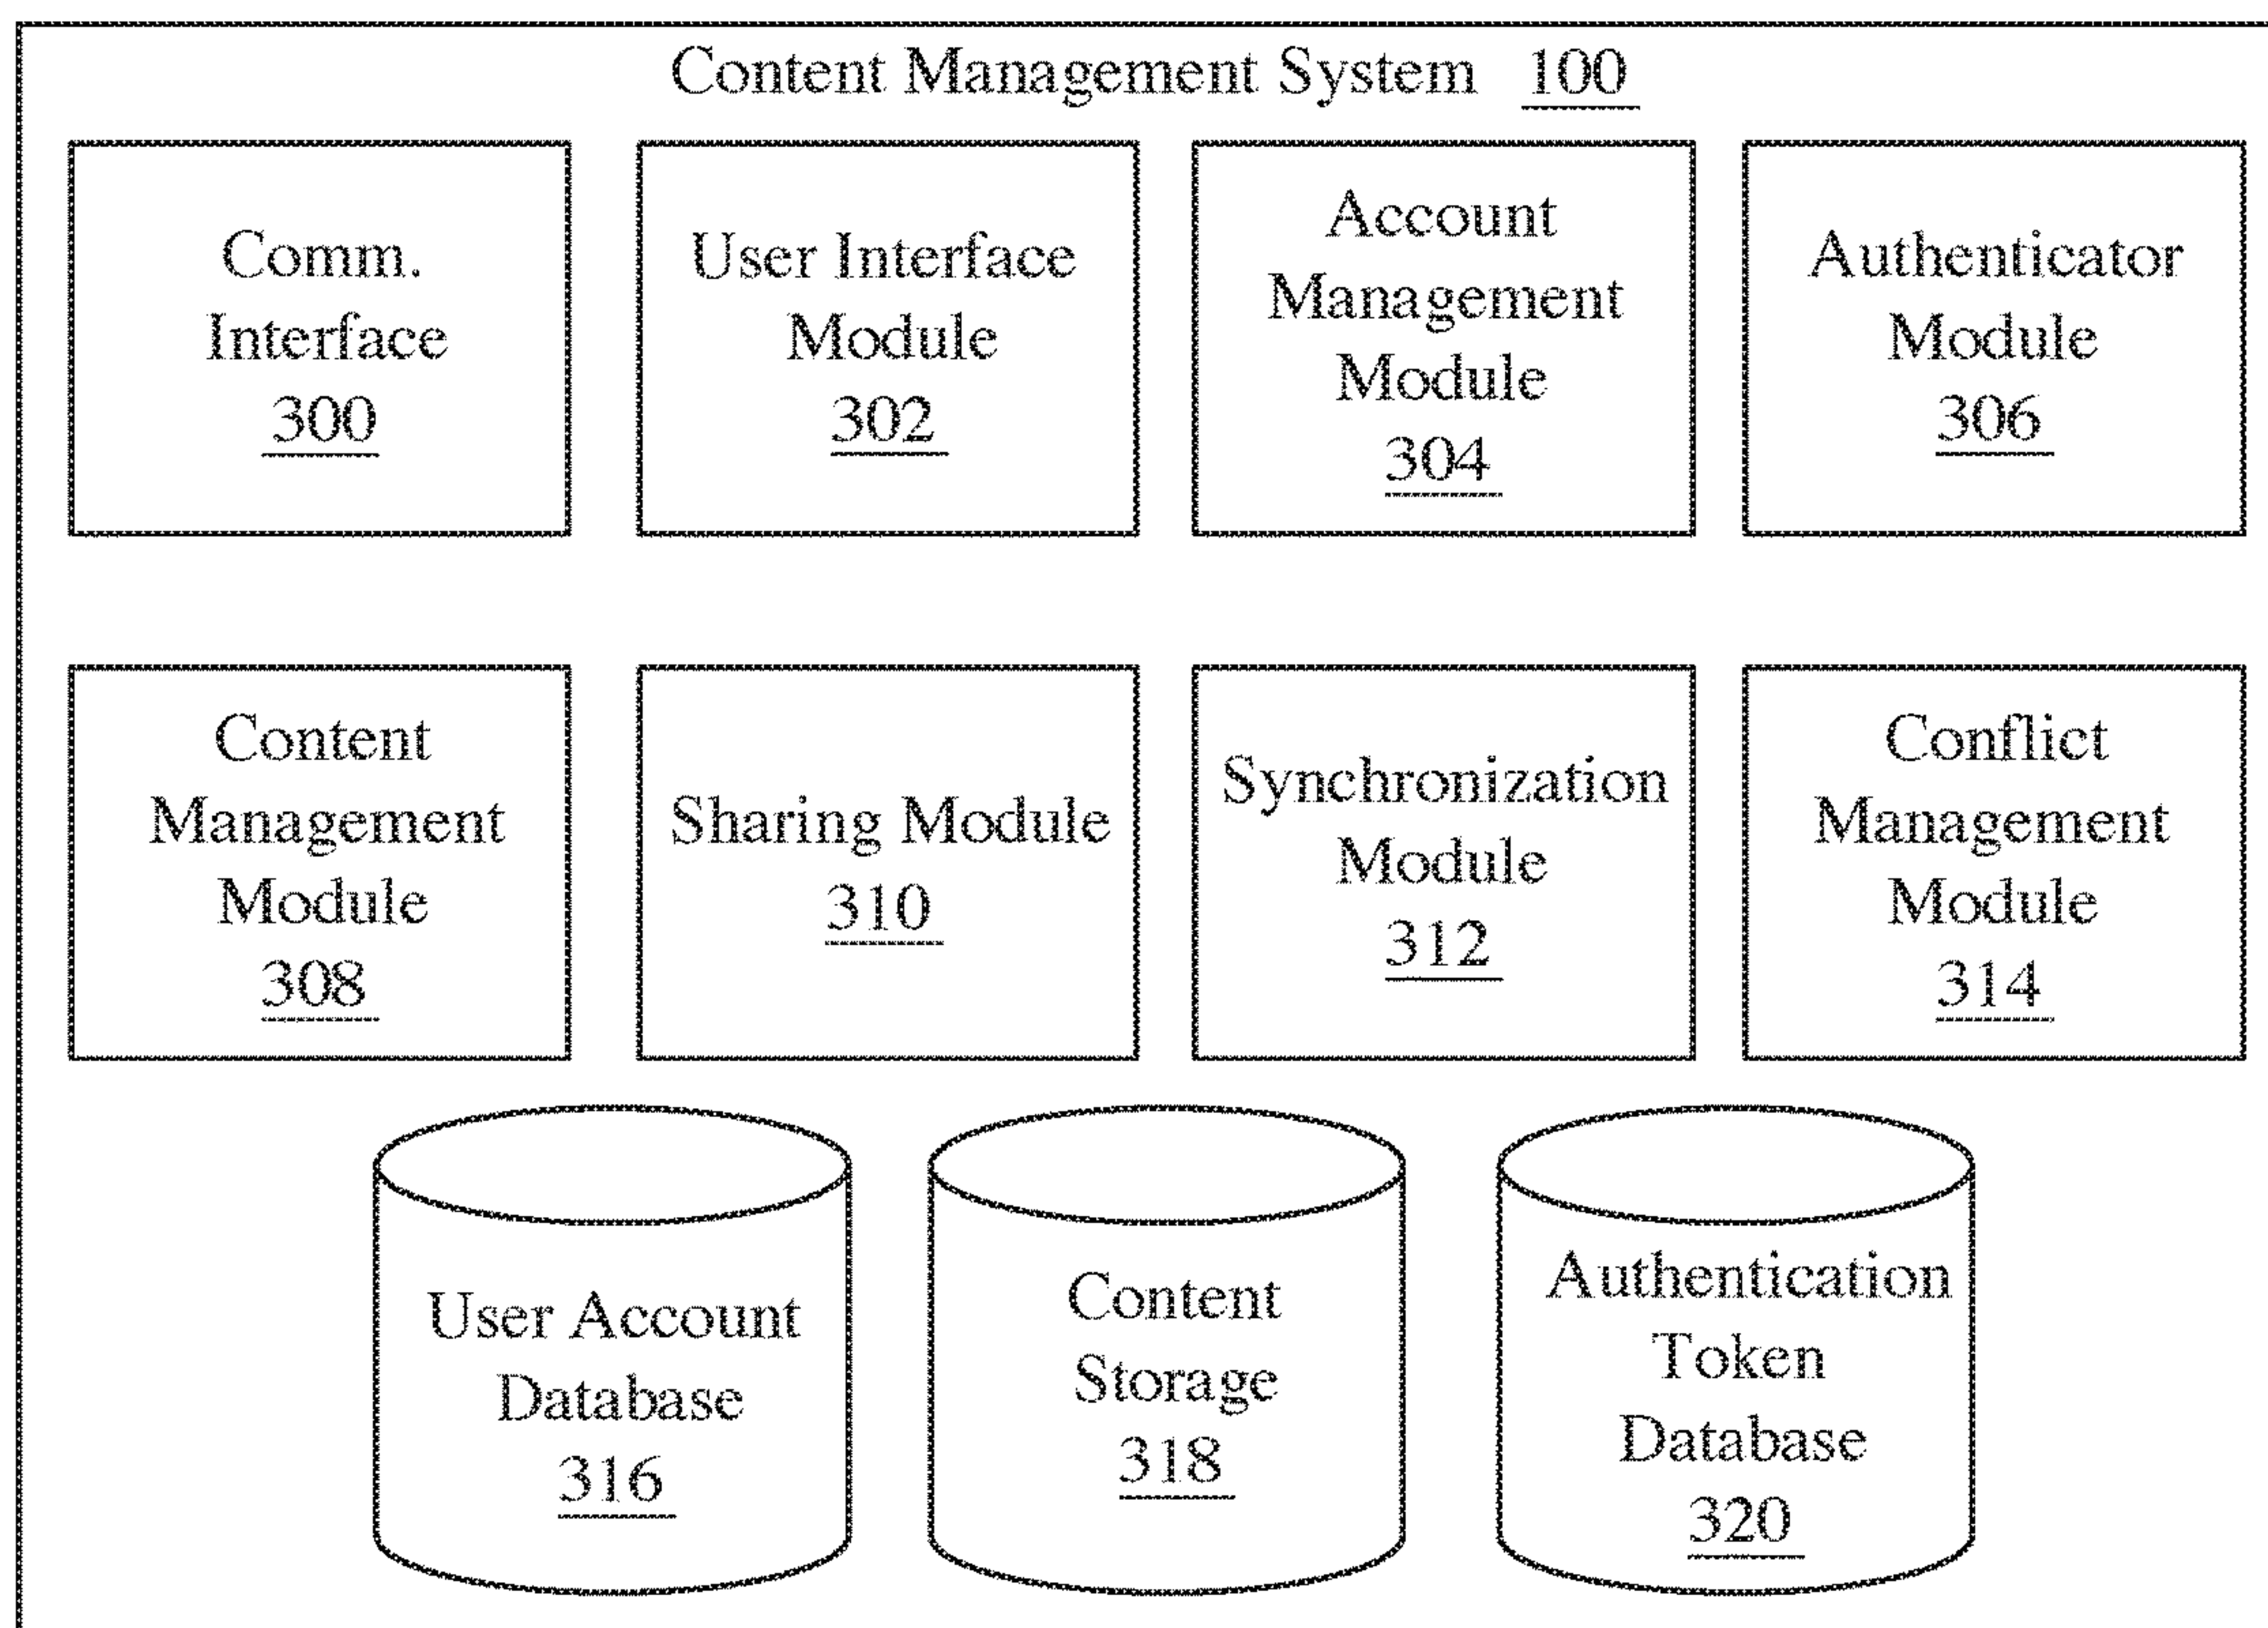 Content Management System 100
Comm.
Interface
300
User Interface
Module
302
Account
Management
Module
304
Authenticator
Module
306
Content
Management
Module
308
Sharing Module
310
Synchronization
Module
312
Conflict
Management
Module
314
User Account
Database
316
Content
Storage
318
Authentication
Token
Database
320